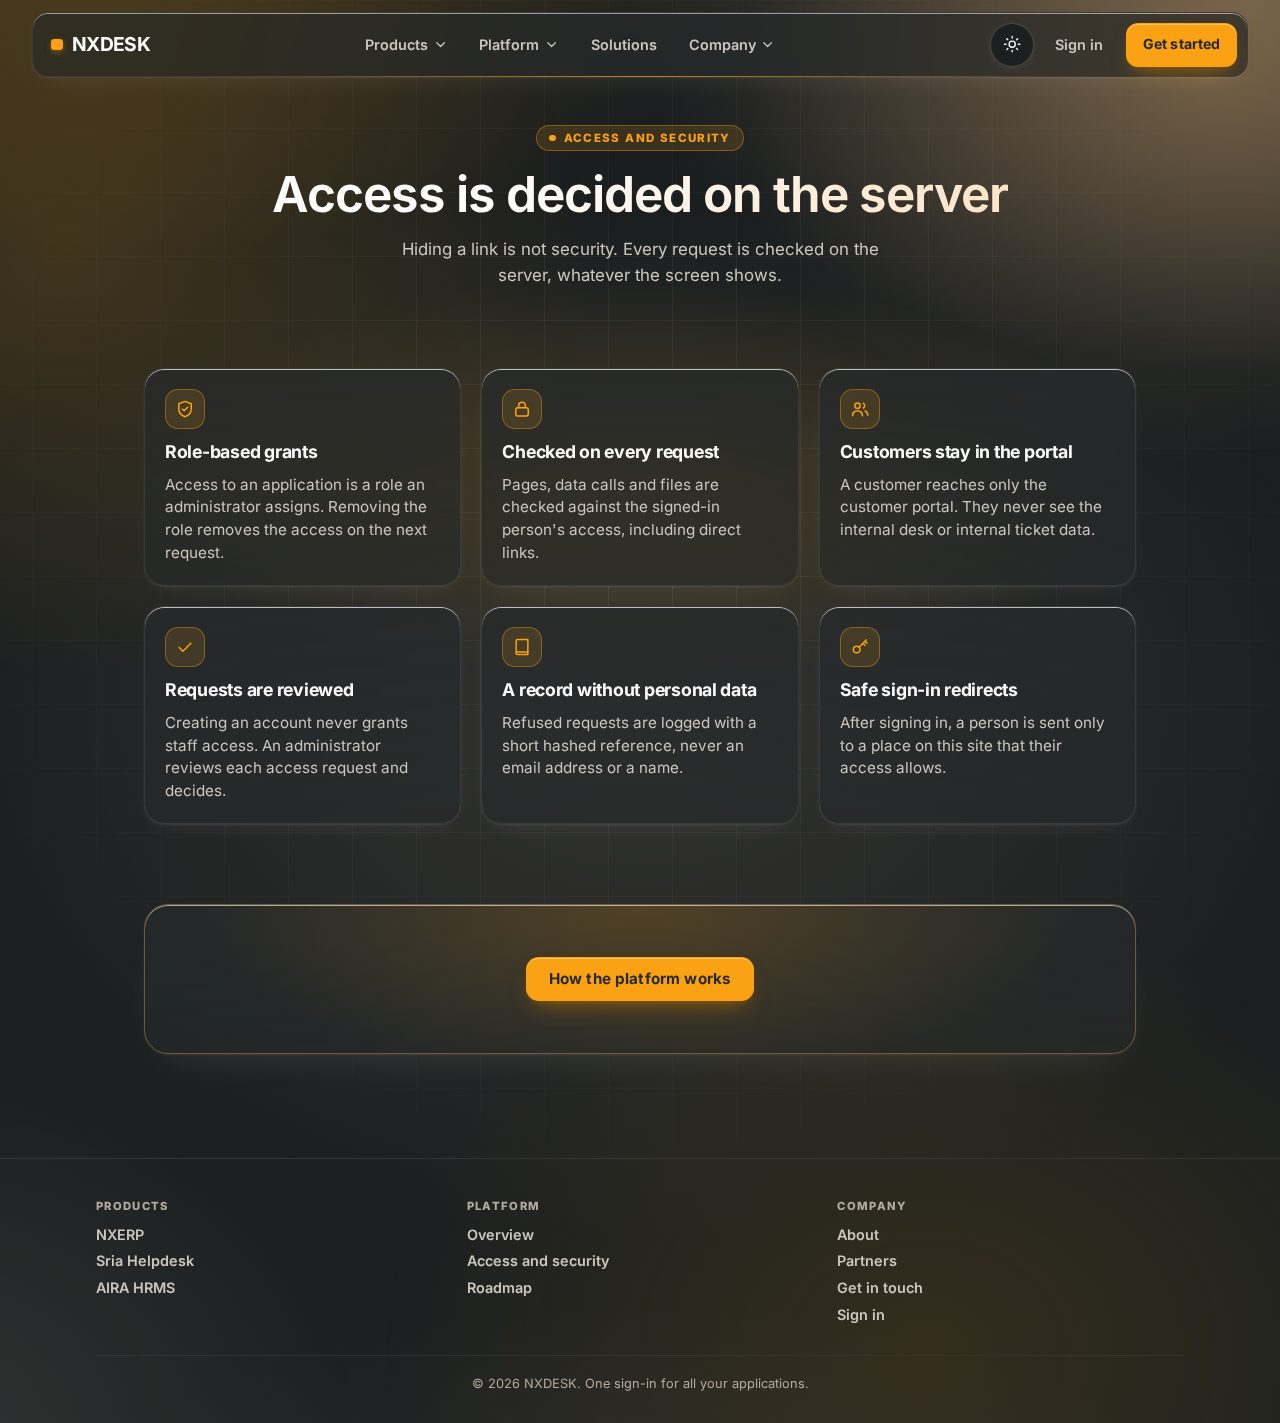 NXDESK
Products
Platform
Solutions
Company
Sign in
Get started
ACCESS AND SECURITY
Access is decided on the server
Hiding a link is not security. Every request is checked on the
server, whatever the screen shows.
Role-based grants
Access to an application is a role an
administrator assigns. Removing the
role removes the access on the next
request.
Checked on every request
Pages, data calls and files are
checked against the signed-in
person's access, including direct
links.
Customers stay in the portal
A customer reaches only the
customer portal. They never see the
internal desk or internal ticket data.
Requests are reviewed
Creating an account never grants
staff access. An administrator
reviews each access request and
decides.
A record without personal data
Refused requests are logged with a
short hashed reference, never an
email address or a name.
Safe sign-in redirects
After signing in, a person is sent only
to a place on this site that their
access allows.
How the platform works
PRODUCTS
NXERP
Sria Helpdesk
AIRA HRMS
PLATFORM
Overview
Access and security
Roadmap
COMPANY
About
Partners
Get in touch
Sign in
© 2026 NXDESK. One sign-in for all your applications.